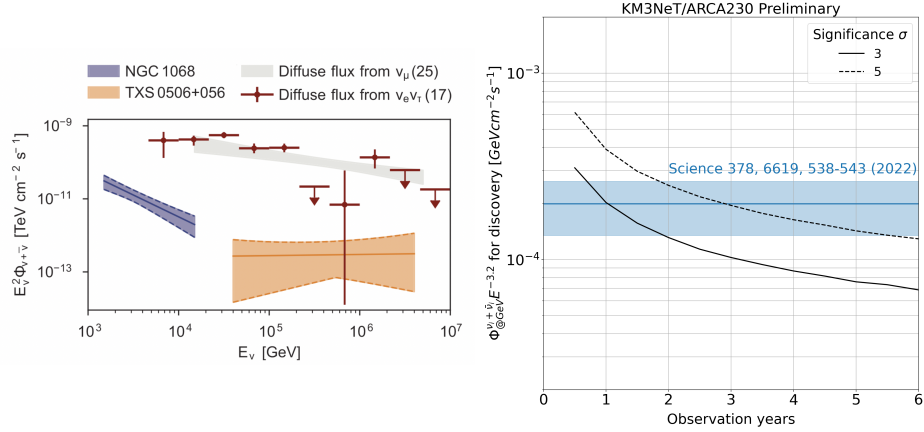 NGC 1068
TXS 0506+056
Diffuse flux from νμ (25)
Diffuse flux from νeντ (17)
10⁻⁹
10⁻¹¹
10⁻¹³
E²ν Φν+ν̄ [TeV cm⁻² s⁻¹]
10³ 10⁴ 10⁵ 10⁶ 10⁷
Eν [GeV]
KM3NeT/ARCA230 Preliminary
Significance σ
3
5
Science 378, 6619, 538-543 (2022)
10⁻³
10⁻⁴
Φ^{νi + ν̄i}_{@GeV} E^{−3.2} for discovery [GeVcm⁻²s⁻¹]
0 1 2 3 4 5 6
Observation years